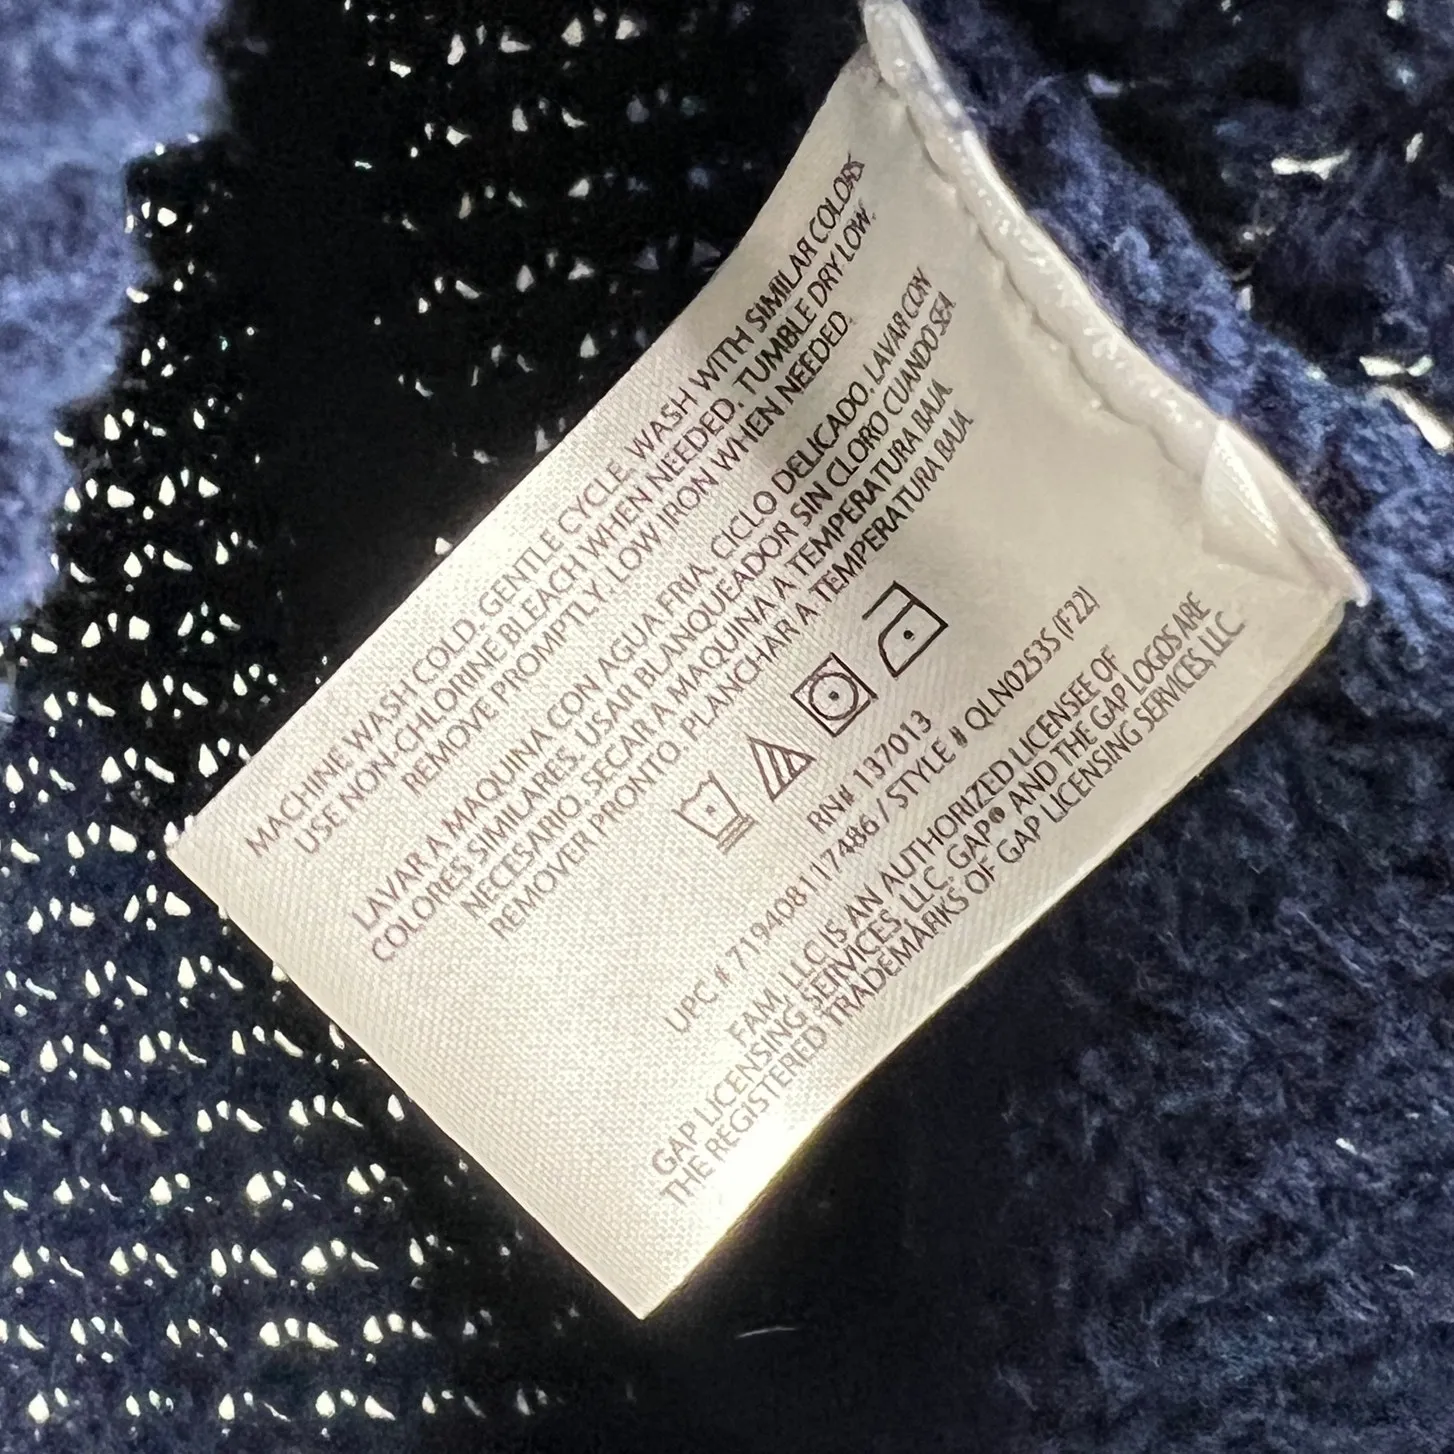 MACHINE WASH COLD. GENTLE CYCLE. WASH WITH SIMILAR COLORS
USE NON-CHLORINE BLEACH WHEN NEEDED. TUMBLE DRY LOW.
REMOVE PROMPTLY. LOW IRON WHEN NEEDED.
LAVAR A MAQUINA CON AGUA FRIA. CICLO DELICADO. LAVAR CON
COLORES SIMILARES. USAR BLANQUEADOR SIN CLORO CUANDO SEA
NECESARIO. SECAR A MAQUINA A TEMPERATURA BAJA.
REMOVER PRONTO. PLANCHAR A TEMPERATURA BAJA
RN# 137013
UPC # 719408117486 / STYLE # QLN0253S (F22)
FAM, LLC IS AN AUTHORIZED LICENSEE OF
GAP LICENSING SERVICES, LLC. GAP® AND THE GAP LOGOS ARE
THE REGISTERED TRADEMARKS OF GAP LICENSING SERVICES, LLC